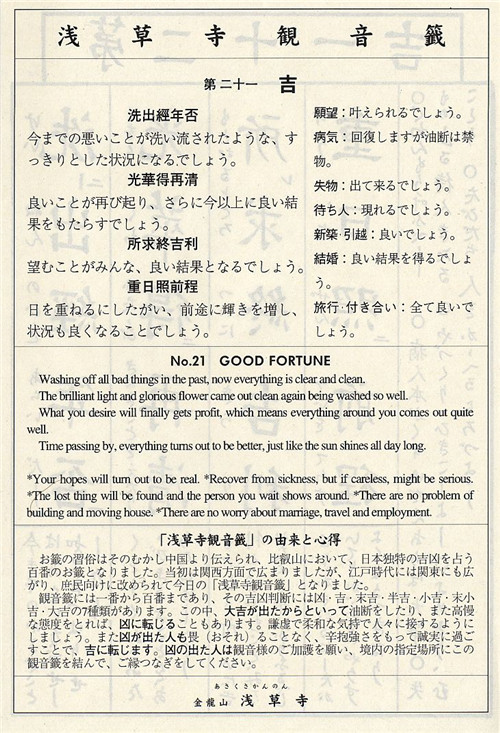 浅草寺観音籤
第二十一 吉
洗出經年否
今までの悪いことが洗い流されたような、す
っきりとした状況になるでしょう。
光華得再清
良いことが再び起り、さらに今以上に良い結
果をもたらすでしょう。
所求終吉利
望むことがみんな、良い結果となるでしょう。
重日照前程
日を重ねるにしたがい、前途に輝きを増し、
状況も良くなることでしょう。
願望：叶えられるでしょう。
病気：回復しますが油断は禁
物。
失物：出て来るでしょう。
待ち人：現れるでしょう。
新築・引越：良いでしょう。
結婚：良い結果を得るでしょ
う。
旅行・付き合い：全て良いで
しょう。
No.21 GOOD FORTUNE
Washing off all bad things in the past, now everything is clear and clean.
The brilliant light and glorious flower came out clean again being washed so well.
What you desire will finally gets profit, which means everything around you comes out quite
well.
Time passing by, everything turns out to be better, just like the sun shines all day long.
*Your hopes will turn out to be real. *Recover from sickness, but if careless, might be serious.
*The lost thing will be found and the person you wait shows around. *There are no problem of
building and moving house. *There are no worry about marriage, travel and employment.
「浅草寺観音籤」の由来と心得
お籤の習俗はそのむかし中国より伝えられ、比叡山において、日本独特の吉凶を占う
百番のお籤となりました。当初は関西方面で広まりましたが、江戸時代には関東にも広
がり、庶民向けに改められて今日の「浅草寺観音籤」となりました。
観音籤には一番から百番まであり、その吉凶判断には凶・吉・末吉・半吉・小吉・末小
吉・大吉の7種類があります。この中、大吉が出たからといって油断をしたり、また高慢
な態度をとれば、凶に転じることもあります。謙虚で柔和な気持で人々に接するように
しましょう。また凶が出た人も畏（おそれ）ることなく、辛抱強さをもって誠実に過ご
すことで、吉に転じます。凶の出た人は観音様のご加護を願い、境内の指定場所にこの
観音籤を結んで、ご縁つなぎをしてください。
あさくさかんのん
金龍山 浅草寺